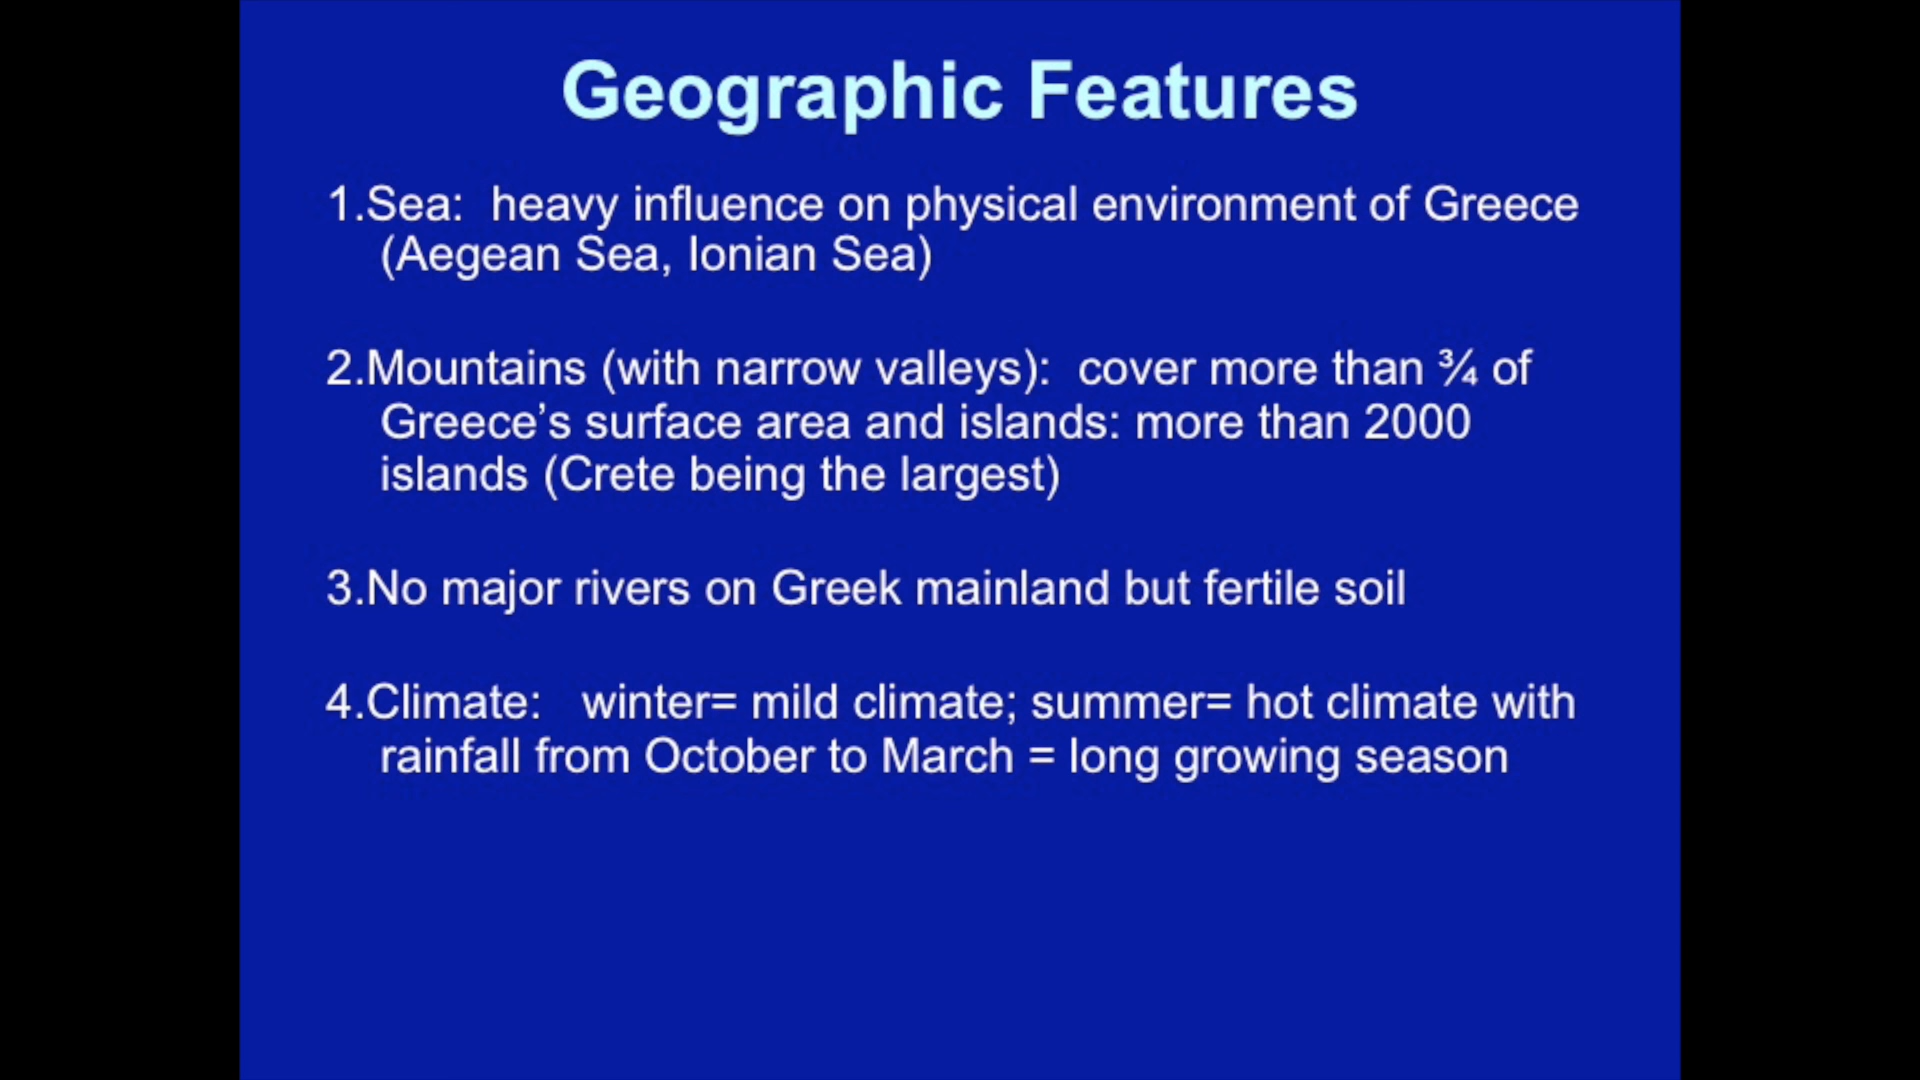 Geographic Features
1.Sea:  heavy influence on physical environment of Greece
(Aegean Sea, Ionian Sea)
2.Mountains (with narrow valleys):  cover more than ¾ of
Greece’s surface area and islands: more than 2000
islands (Crete being the largest)
3.No major rivers on Greek mainland but fertile soil
4.Climate:   winter= mild climate; summer= hot climate with
rainfall from October to March = long growing season